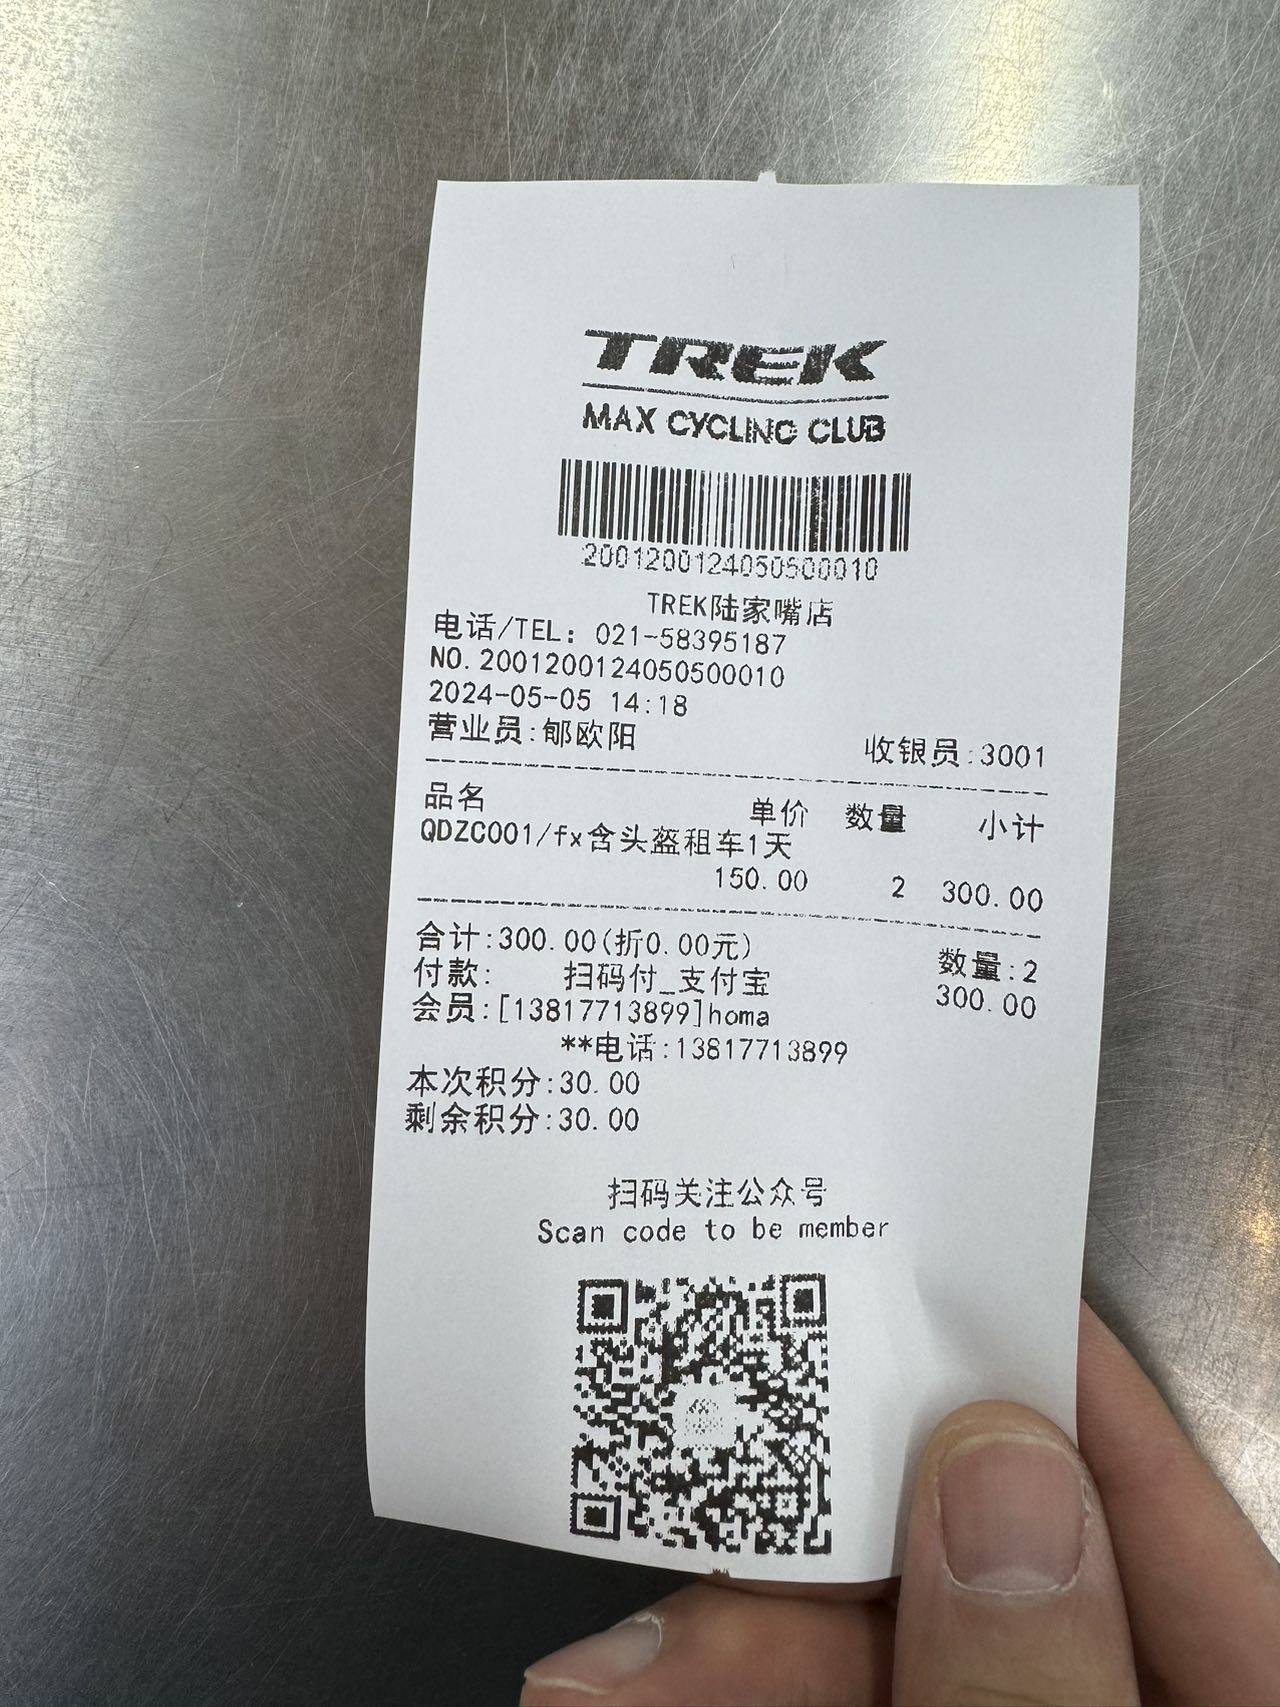 TREK
MAX CYCLING CLUB
2001200124050500010
TREK陆家嘴店
电话/TEL: 021-58395187
NO.2001200124050500010
2024-05-05 14:18
营业员:郇欧阳 收银员:3001
品名 单价 数量 小计
QDZC001/fx含头盔租车1天
150.00 2 300.00
合计:300.00(折0.00元) 数量:2
付款: 扫码付_支付宝 300.00
会员:[13817713899]homa
**电话:13817713899
本次积分:30.00
剩余积分:30.00
扫码关注公众号
Scan code to be member